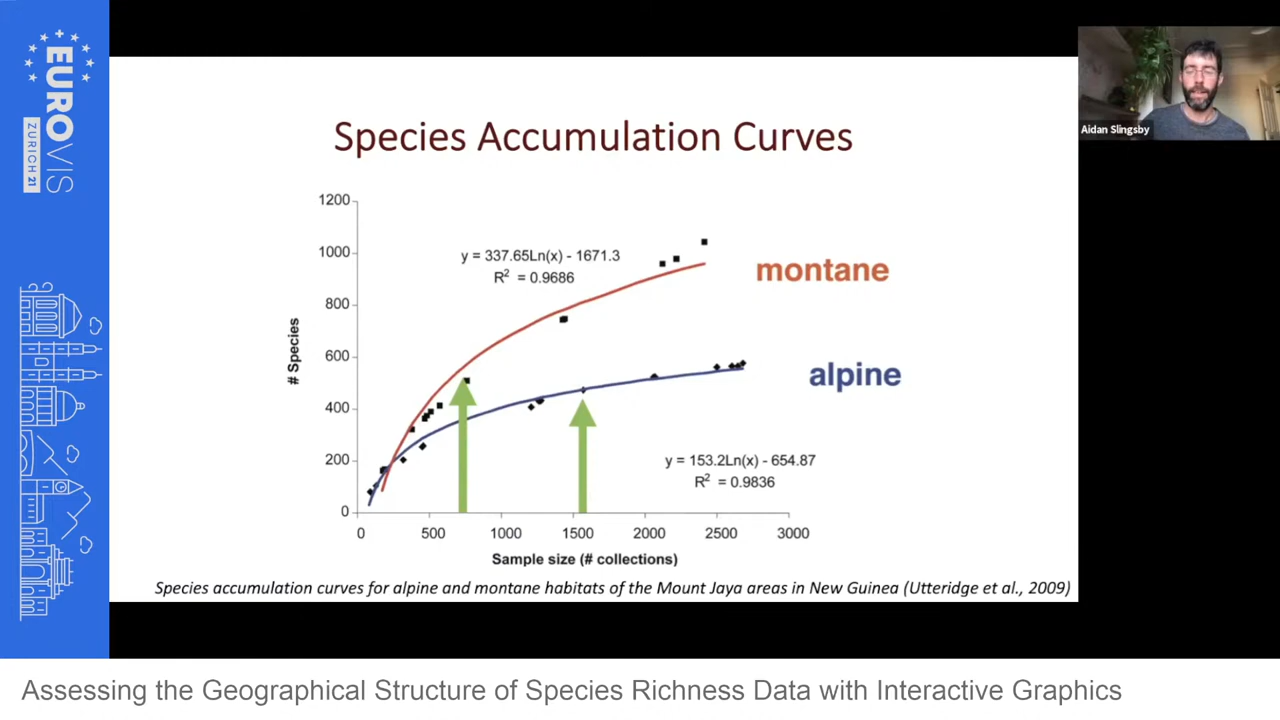 EUROVIS
ZURICH 21
Aidan Slingsby
Species Accumulation Curves
1200
1000
800
600
400
200
0
# Species
y = 337.65Ln(x) - 1671.3
R² = 0.9686
montane
alpine
y = 153.2Ln(x) - 654.87
R² = 0.9836
0 500 1000 1500 2000 2500 3000
Sample size (# collections)
Species accumulation curves for alpine and montane habitats of the Mount Jaya areas in New Guinea (Utteridge et al., 2009)
Assessing the Geographical Structure of Species Richness Data with Interactive Graphics